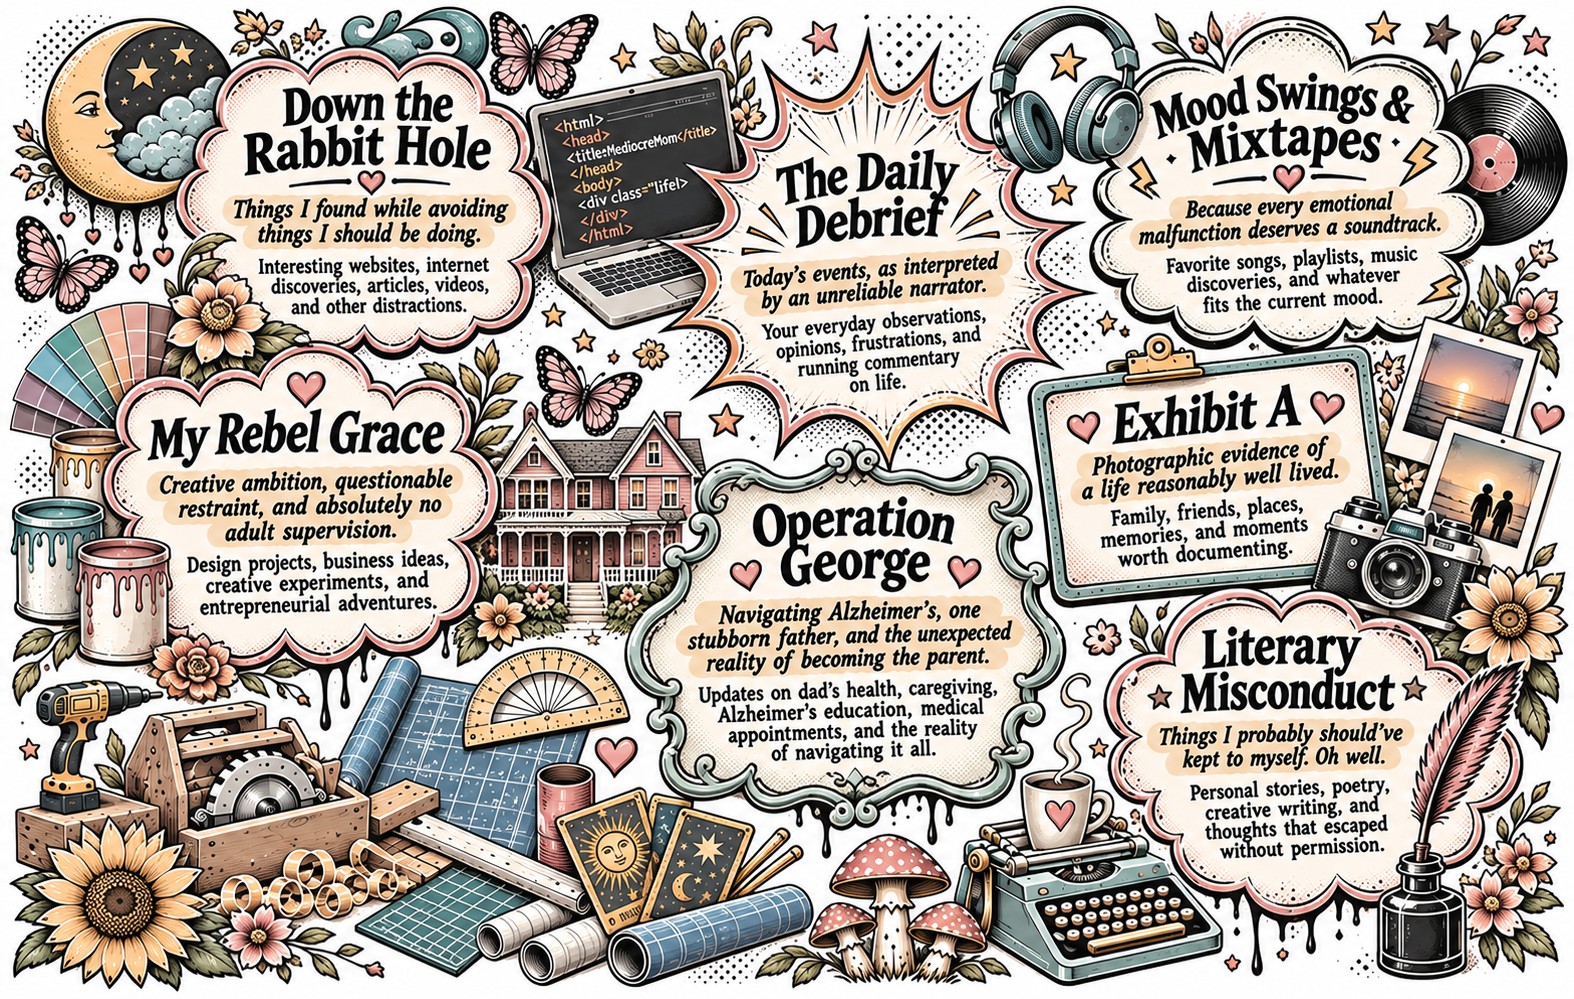 Down the
Rabbit Hole
Things I found while avoiding
things I should be doing.
Interesting websites, internet
discoveries, articles, videos,
and other distractions.
<html>
<head>
<title≤MediocreMom</title>
</head>
<body>
<div class="lifel>
</div>
</html>
The Daily
Debrief
Today's events, as interpreted
by an unreliable narrator.
Your everyday observations,
opinions, frustrations, and
running commentary
on life.
Mood Swings &
Mixtapes
Because every emotional
malfunction deserves a soundtrack.
Favorite songs, playlists, music
discoveries, and whatever
fits the current mood.
My Rebel Grace
Creative ambition, questionable
restraint, and absolutely no
adult supervision.
Design projects, business ideas,
creative experiments, and
entrepreneurial adventures.
Operation
George
Navigating Alzheimer's, one
stubborn father, and the unexpected
reality of becoming the parent.
Updates on dad's health, caregiving,
Alzheimer's education, medical
appointments, and the reality
of navigating it all.
Exhibit A
Photographic evidence of
a life reasonably well lived.
Family, friends, places,
memories, and moments
worth documenting.
Literary
Misconduct
Things I probably should've
kept to myself. Oh well.
Personal stories, poetry,
creative writing, and
thoughts that escaped
without permission.